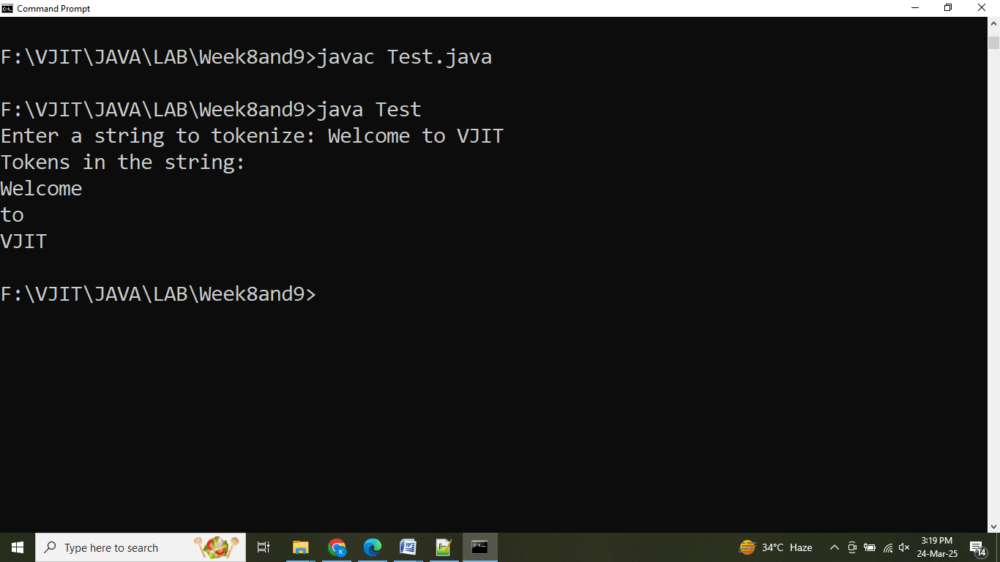 Command Prompt
F:\VJIT\JAVA\LAB\Week8and9>javac Test.java
F:\VJIT\JAVA\LAB\Week8and9>java Test
Enter a string to tokenize: Welcome to VJIT
Tokens in the string:
Welcome
to
VJIT
F:\VJIT\JAVA\LAB\Week8and9>
Type here to search
K
34°C Haze
3:19 PM
24-Mar-25
14